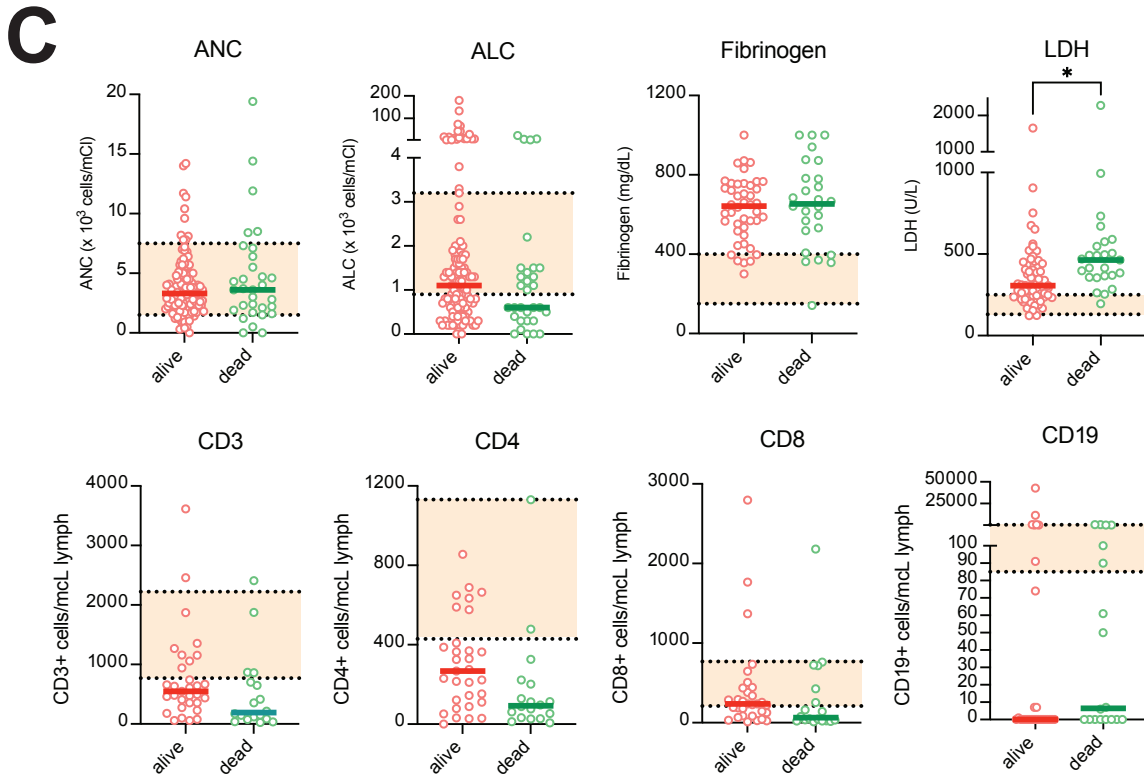 C
ANC
ANC (x 10³ cells/mCl)
20
15
10
5
0
alive
dead
ALC
ALC (x 10³ cells/mCl)
200
100
4
3
2
1
0
alive
dead
Fibrinogen
Fibrinogen (mg/dL)
1200
800
400
0
alive
dead
LDH
*
LDH (U/L)
2000
1000
1000
500
0
alive
dead
CD3
CD3+ cells/mcL lymph
4000
3000
2000
1000
0
alive
dead
CD4
CD4+ cells/mcL lymph
1200
800
400
0
alive
dead
CD8
CD8+ cells/mcL lymph
3000
2000
1000
0
alive
dead
CD19
CD19+ cells/mcL lymph
50000
25000
100
90
80
70
60
50
40
30
20
10
0
alive
dead